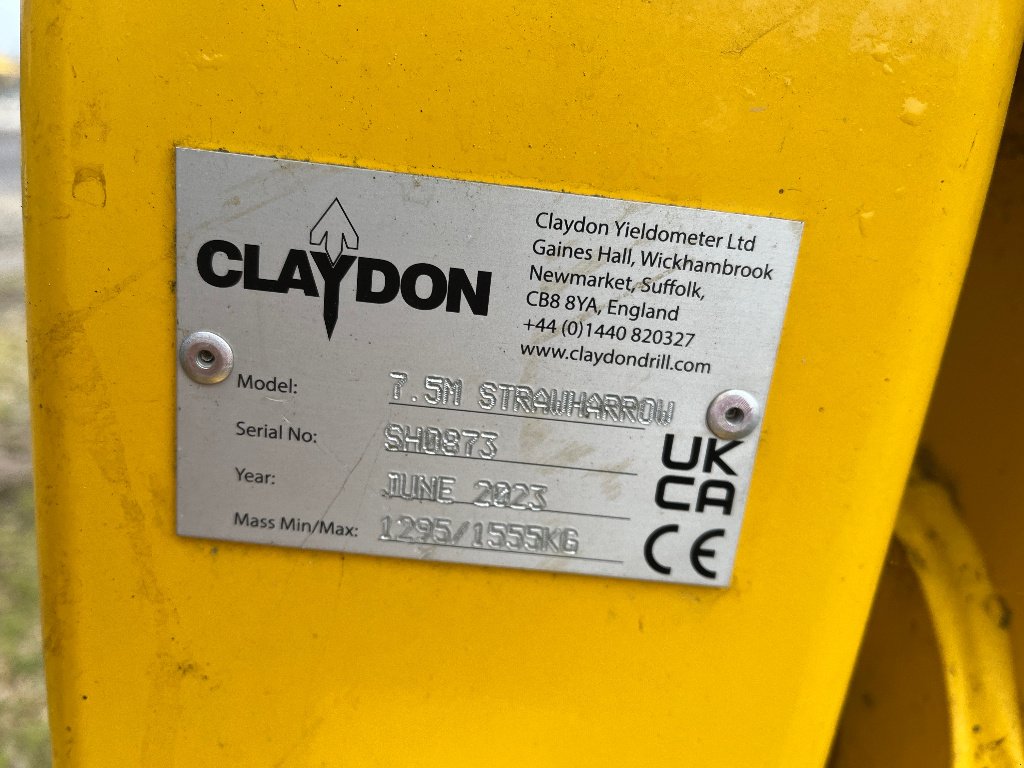 CLAYDON
Claydon Yieldometer Ltd
Gaines Hall, Wickhambrook
Newmarket, Suffolk,
CB8 8YA, England
+44 (0)1440 820327
www.claydondrill.com
Model: 7.5M STRAWHARROW
Serial No: SH0873
Year: JUNE 2023
Mass Min/Max: 1295/1555KG
UK
CA
CE